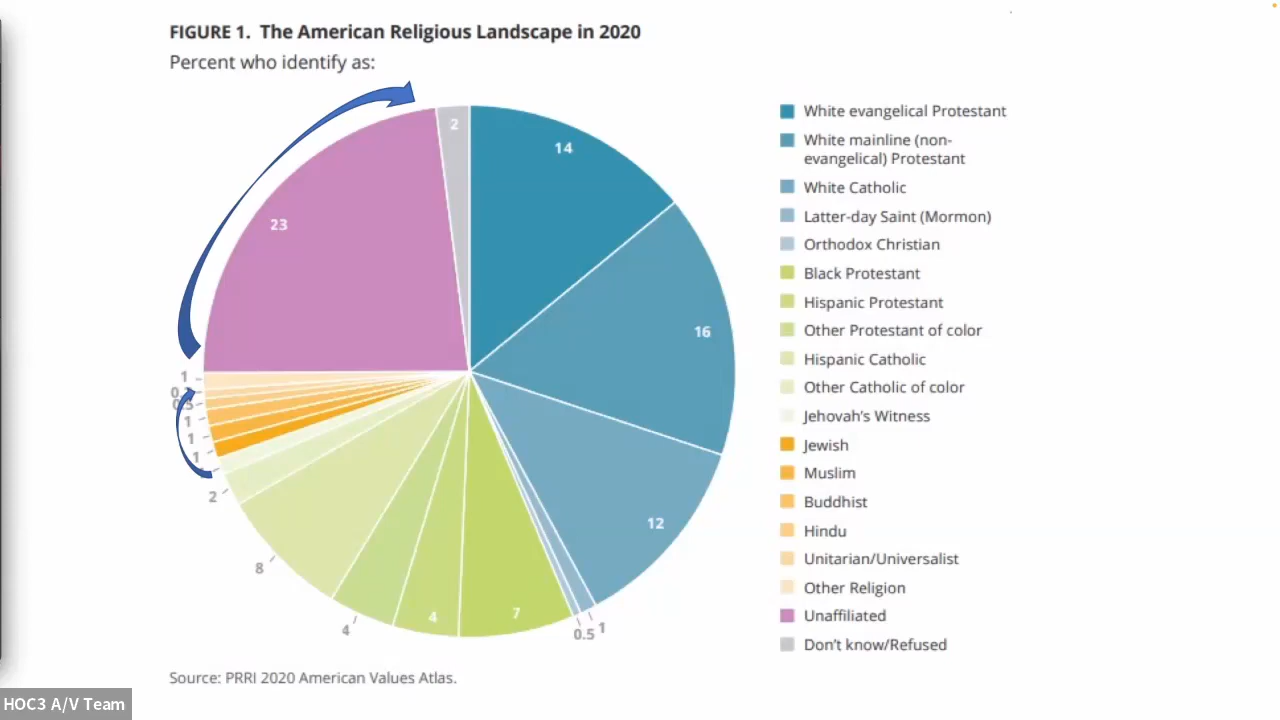 FIGURE 1. The American Religious Landscape in 2020
Percent who identify as:
2
14
23
16
12
1
0.5
7
4
4
8
2
1
1
1
1
White evangelical Protestant
White mainline (non-
evangelical) Protestant
White Catholic
Latter-day Saint (Mormon)
Orthodox Christian
Black Protestant
Hispanic Protestant
Other Protestant of color
Hispanic Catholic
Other Catholic of color
Jehovah's Witness
Jewish
Muslim
Buddhist
Hindu
Unitarian/Universalist
Other Religion
Unaffiliated
Don't know/Refused
Source: PRRI 2020 American Values Atlas.
HOC3 A/V Team